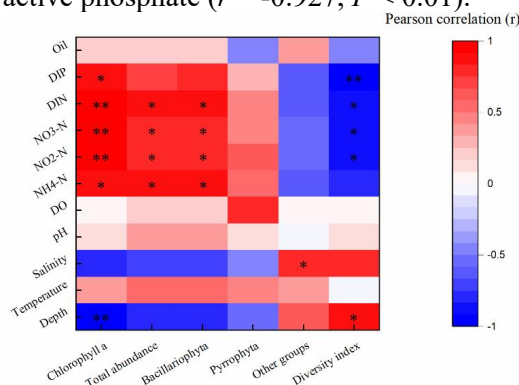 active phosphate (r = -0.927, P < 0.01).
Pearson correlation (r)
Oil
DIP
DIN
NO3-N
NO2-N
NH4-N
DO
pH
Salinity
Temperature
Depth
* **
** * * *
** * * *
** * * *
* * *
*
** *
Chlorophyll a
Total abundance
Bacillariophyta
Pyrrophyta
Other groups
Diversity index
1
0.5
0
-0.5
-1